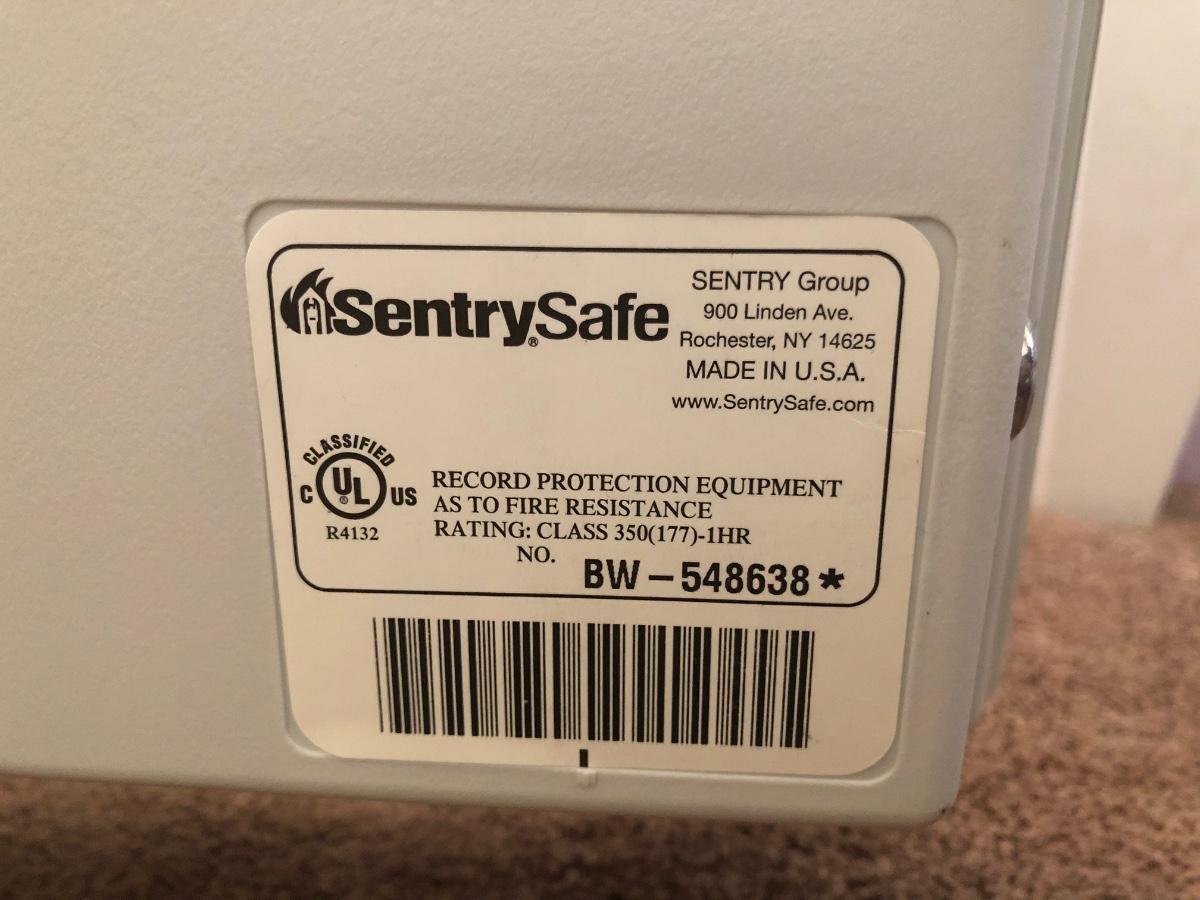 SentrySafe®
SENTRY Group
900 Linden Ave.
Rochester, NY 14625
MADE IN U.S.A.
www.SentrySafe.com
CLASSIFIED
C UL® US
R4132
RECORD PROTECTION EQUIPMENT
AS TO FIRE RESISTANCE
RATING: CLASS 350(177)-1HR
NO. BW-548638*